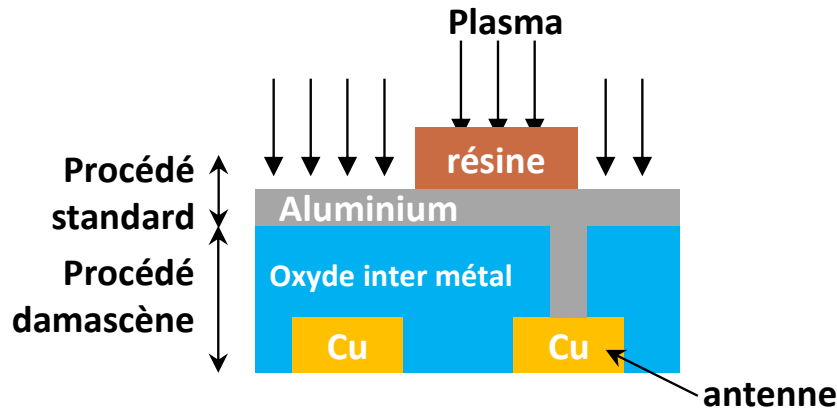 Plasma
résine
Procédé
standard
Aluminium
Procédé
damascène
Oxyde inter métal
Cu
Cu
antenne